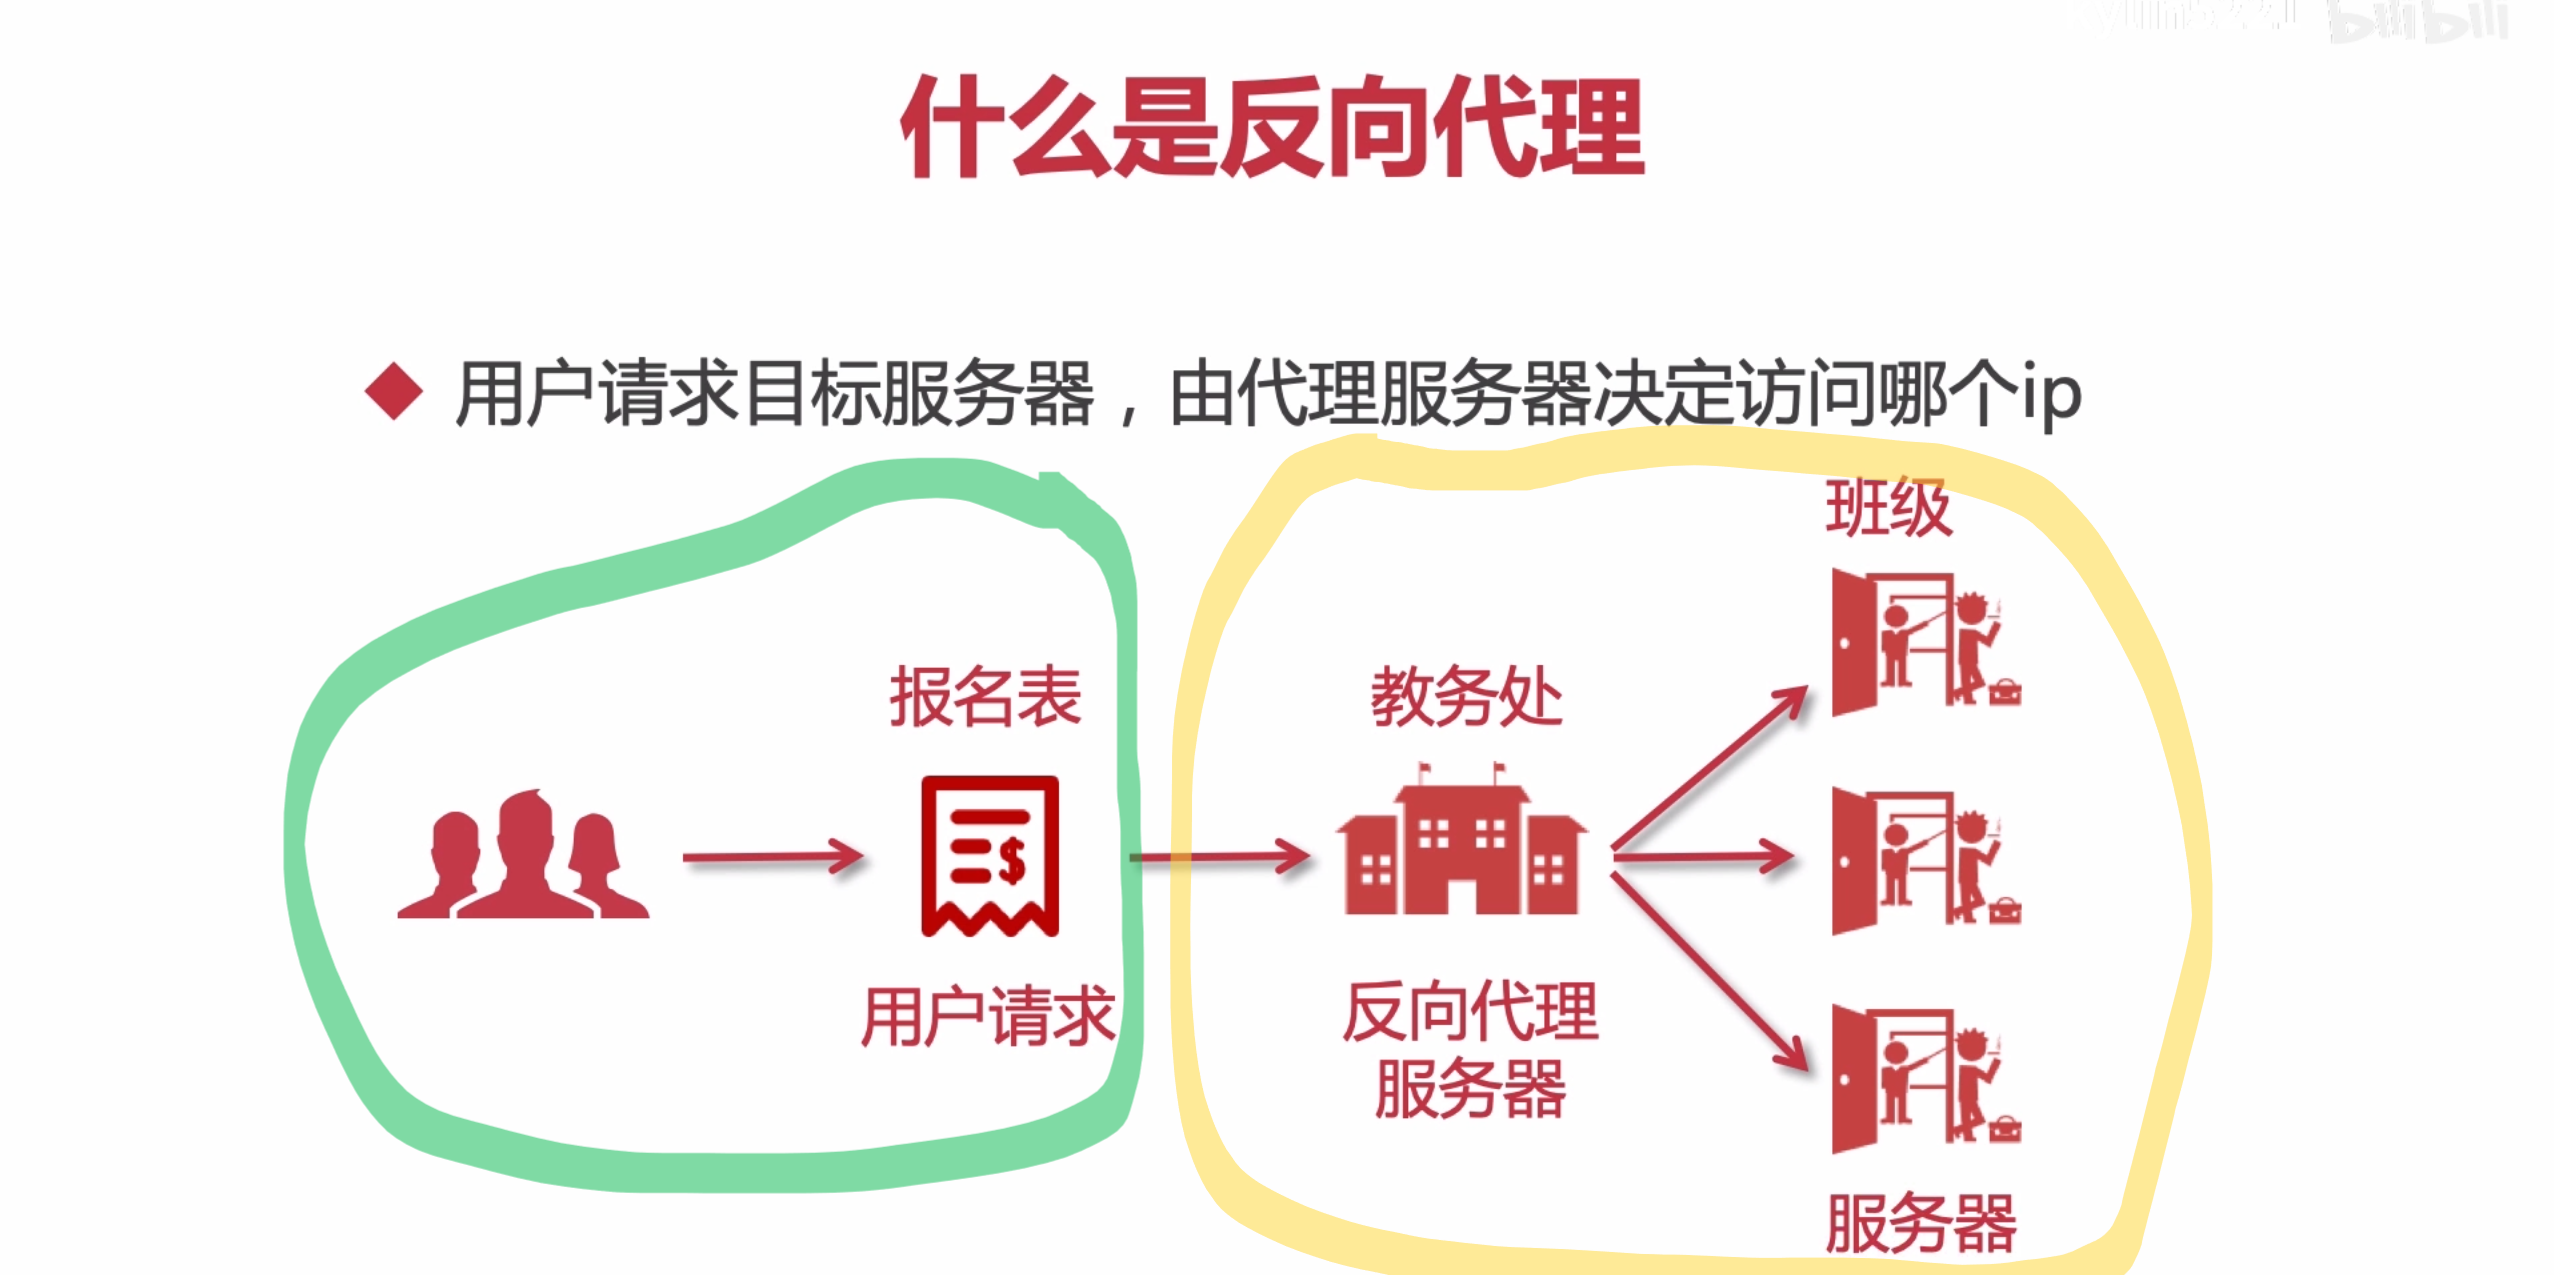 bilibili
什么是反向代理
用户请求目标服务器，由代理服务器决定访问哪个ip
班级
报名表
教务处
$
用户请求
反向代理
服务器
服务器